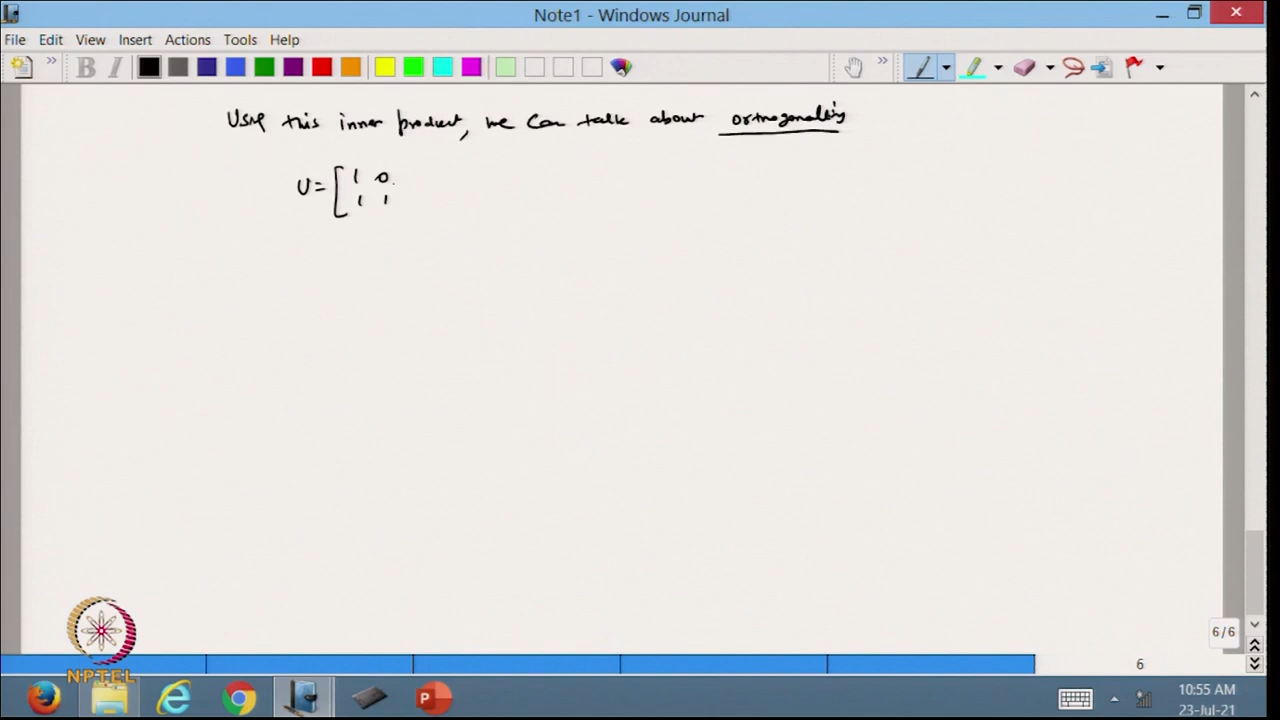 Note1 - Windows Journal
File Edit View Insert Actions Tools Help
B I
Using this inner product, we can talk about orthogonality
U = [ 1 0
1 1
6 / 6
6
NPTEL
10:55 AM
23-Jul-21